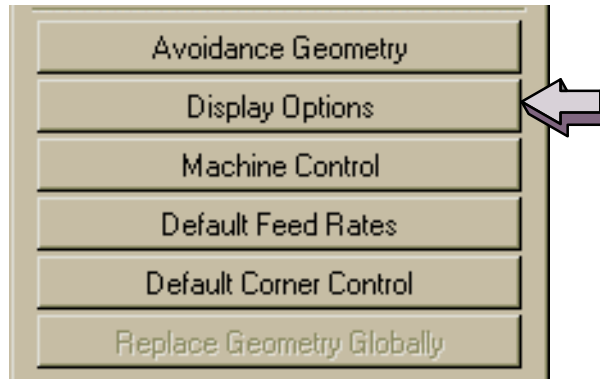 Avoidance Geometry
Display Options
Machine Control
Default Feed Rates
Default Corner Control
Replace Geometry Globally